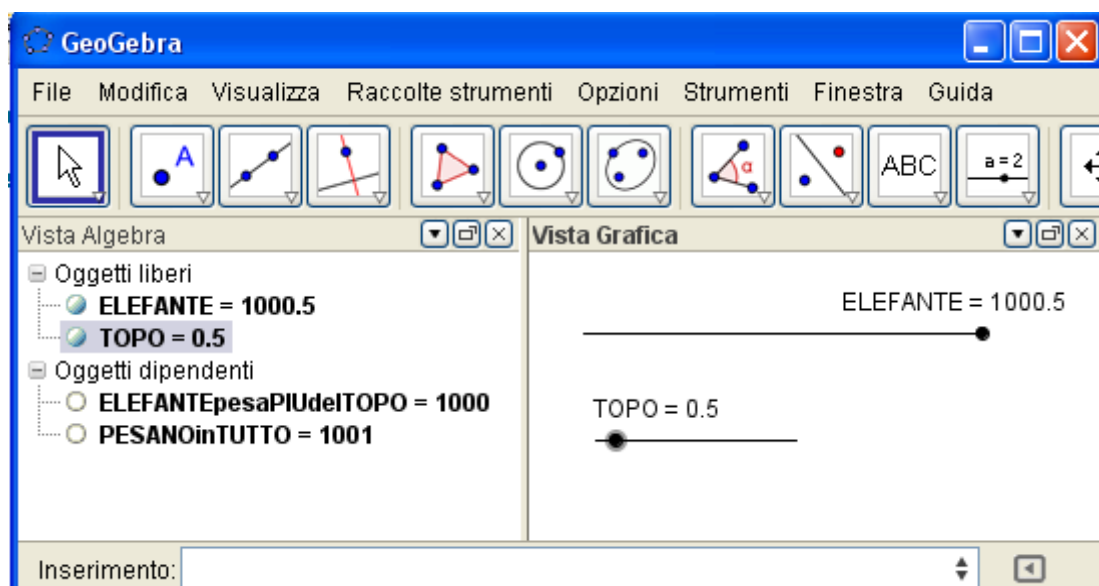 GeoGebra
File Modifica Visualizza Raccolte strumenti Opzioni Strumenti Finestra Guida
A
α
ABC
a = 2
Vista Algebra
Oggetti liberi
ELEFANTE = 1000.5
TOPO = 0.5
Oggetti dipendenti
ELEFANTEpesaPIUdelTOPO = 1000
PESANOinTUTTO = 1001
Vista Grafica
ELEFANTE = 1000.5
TOPO = 0.5
Inserimento: